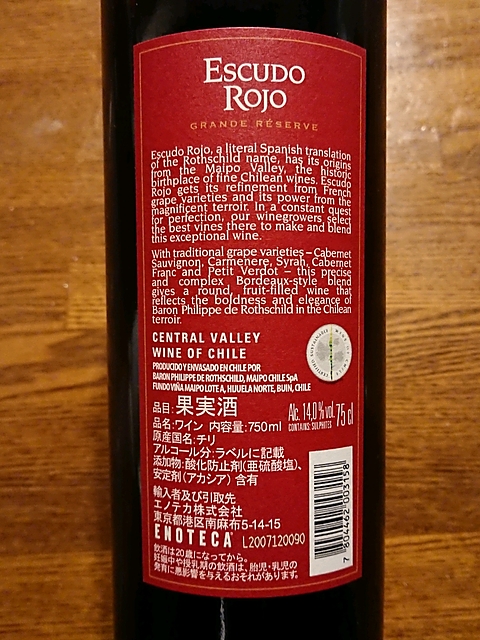 ESCUDO
ROJO
GRANDE RÉSERVE
Escudo Rojo, a literal Spanish translation
of the Rothschild name, has its origins
from the Maipo Valley, the historic
birthplace of fine Chilean wines. Escudo
Rojo gets its refinement from French
grape varieties and its power from the
magnificent terroir. In a constant quest
for perfection, our winegrowers select
the best vines there to make and blend
this exceptional wine.
With traditional grape varieties – Cabernet
Sauvignon, Carmenere, Syrah, Cabernet
Franc and Petit Verdot – this precise
and complex Bordeaux-style blend
gives a round, fruit-filled wine that
reflects the boldness and elegance of
Baron Philippe de Rothschild in the Chilean
terroir.
CENTRAL VALLEY
WINE OF CHILE
PRODUCIDO Y ENVASADO EN CHILE POR
BARON PHILIPPE DE ROTHSCHILD, MAIPO CHILE SpA
FUNDO VIÑA MAIPO LOTE A, HIJUELA NORTE, BUIN, CHILE
品目:果実酒
Alc. 14,0 % vol. 75 cl
CONTAINS: SULPHITES
品名:ワイン 内容量:750ml
原産国名:チリ
アルコール分:ラベルに記載
添加物:酸化防止剤(亜硫酸塩)、
安定剤(アカシア) 含有
輸入者及び引取先
エノテカ株式会社
東京都港区南麻布5-14-15
ENOTECA L2007120090
飲酒は20歳になってから。
妊娠中や授乳期の飲酒は、胎児・乳児の
発育に悪影響を与えるおそれがあります。
7 804462 003158